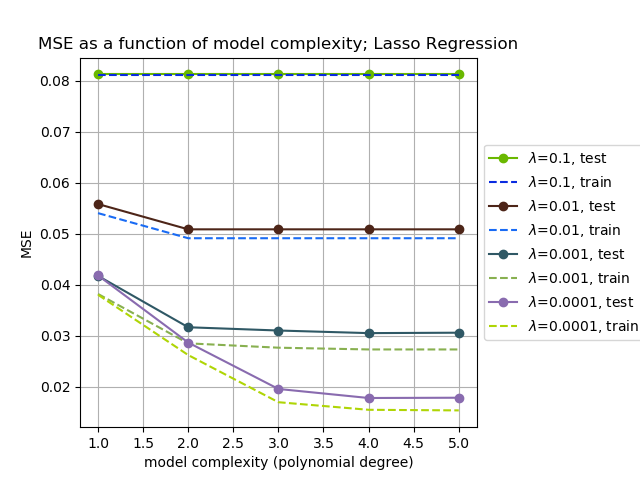 MSE as a function of model complexity; Lasso Regression
0.08
0.07
0.06
0.05
0.04
0.03
0.02
MSE
1.0 1.5 2.0 2.5 3.0 3.5 4.0 4.5 5.0
model complexity (polynomial degree)
λ=0.1, test
λ=0.1, train
λ=0.01, test
λ=0.01, train
λ=0.001, test
λ=0.001, train
λ=0.0001, test
λ=0.0001, train